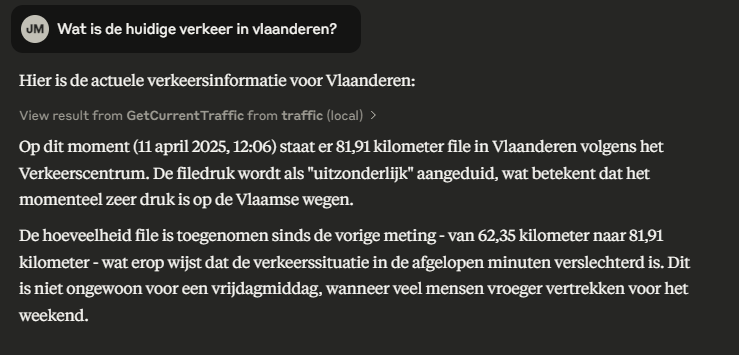 JM Wat is de huidige verkeer in vlaanderen?
Hier is de actuele verkeersinformatie voor Vlaanderen:
View result from GetCurrentTraffic from traffic (local) >
Op dit moment (11 april 2025, 12:06) staat er 81,91 kilometer file in Vlaanderen volgens het
Verkeerscentrum. De filedruk wordt als "uitzonderlijk" aangeduid, wat betekent dat het
momenteel zeer druk is op de Vlaamse wegen.
De hoeveelheid file is toegenomen sinds de vorige meting - van 62,35 kilometer naar 81,91
kilometer - wat erop wijst dat de verkeerssituatie in de afgelopen minuten verslechterd is. Dit
is niet ongewoon voor een vrijdagmiddag, wanneer veel mensen vroeger vertrekken voor het
weekend.